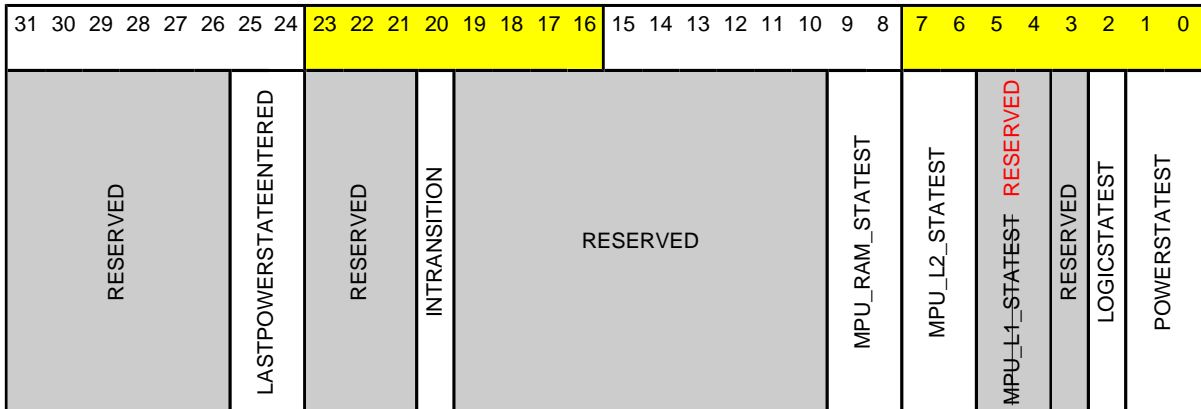 31 30 29 28 27 26 25 24 23 22 21 20 19 18 17 16 15 14 13 12 11 10 9 8 7 6 5 4 3 2 1 0
RESERVED
LASTPOWERSTATEENTERED
RESERVED
INTRANSITION
RESERVED
MPU_RAM_STATEST
MPU_L2_STATEST
MPU_L1_STATEST RESERVED
RESERVED
LOGICSTATEST
POWERSTATEST